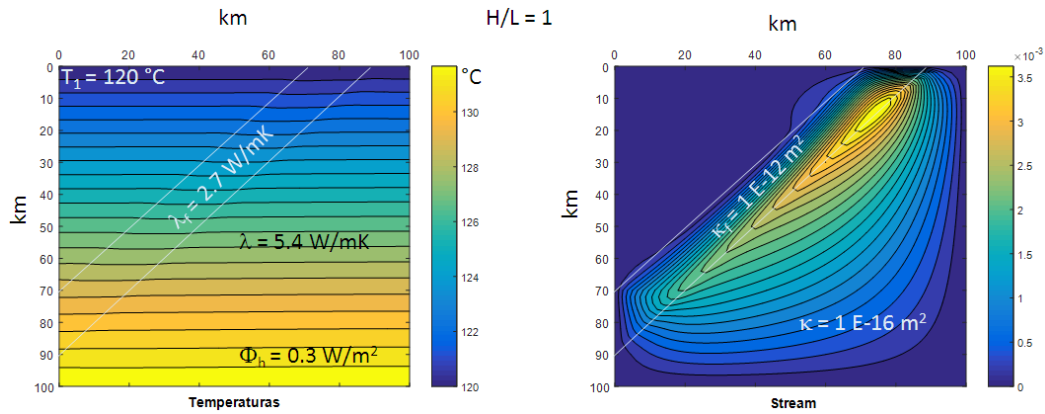 km
H/L = 1
km
0 20 40 60 80 100
°C
0 20 40 60 80 100
×10⁻³
T₁ = 120 °C
0
10
20
30
40
50
60
70
80
90
100
km
λf = 2.7 W/mK
λ = 5.4 W/mK
Φh = 0.3 W/m²
130
128
126
124
122
120
Temperaturas
0
10
20
30
40
50
60
70
80
90
100
km
κf = 1 E-12 m²
κ = 1 E-16 m²
3.5
3
2.5
2
1.5
1
0.5
0
Stream